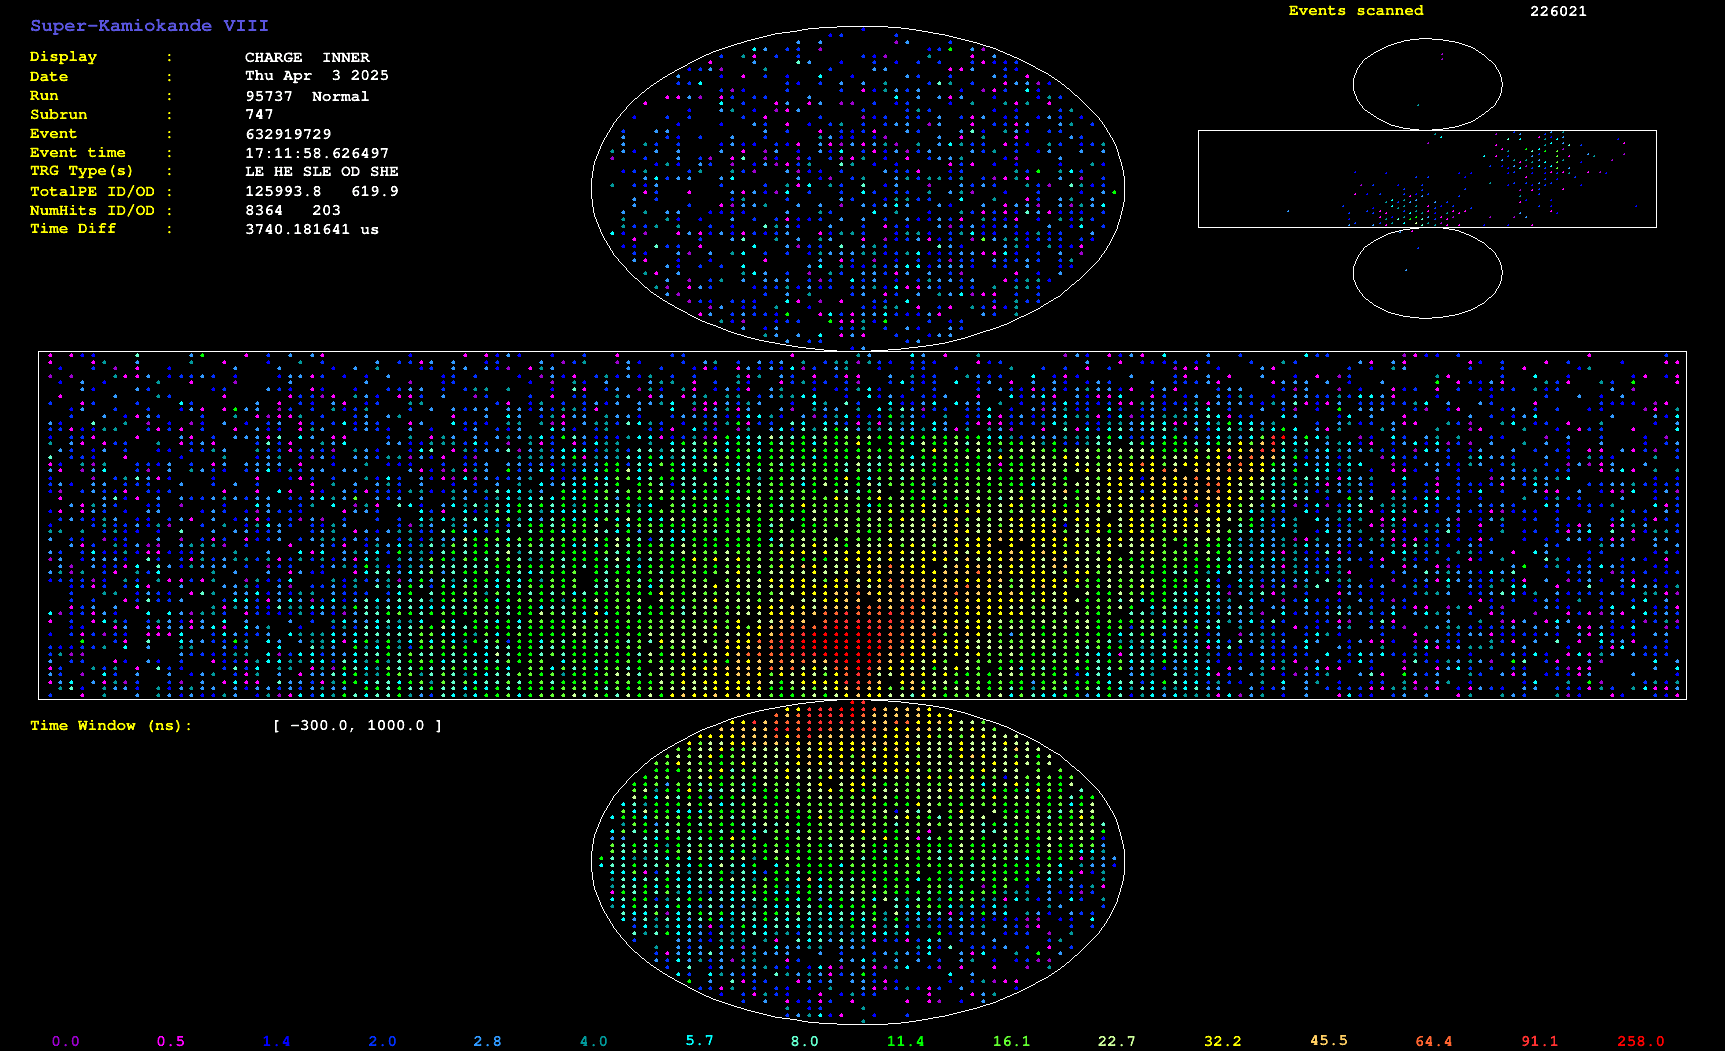 Super-Kamiokande VIII
Display : CHARGE INNER
Date : Thu Apr 3 2025
Run : 95737 Normal
Subrun : 747
Event : 632919729
Event time : 17:11:58.626497
TRG Type(s) : LE HE SLE OD SHE
TotalPE ID/OD : 125993.8 619.9
NumHits ID/OD : 8364 203
Time Diff : 3740.181641 us
Events scanned 226021
Time Window (ns): [ -300.0, 1000.0 ]
0.0 0.5 1.4 2.0 2.8 4.0 5.7 8.0 11.4 16.1 22.7 32.2 45.5 64.4 91.1 258.0